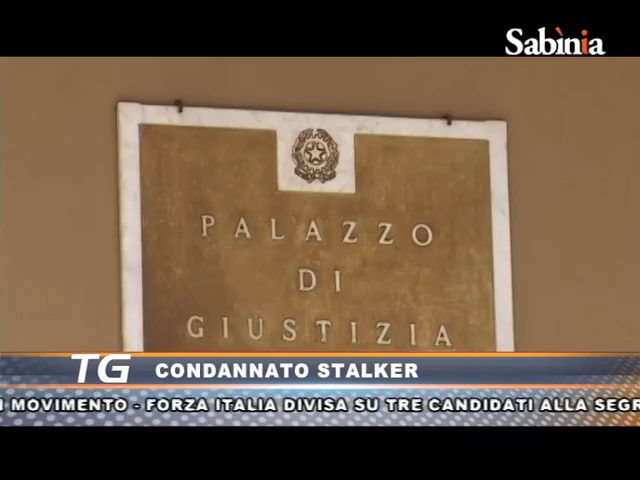 Sabìnia
PALAZZO
DI
GIUSTIZIA
TG CONDANNATO STALKER
MOVIMENTO - FORZA ITALIA DIVISA SU TRE CANDIDATI ALLA